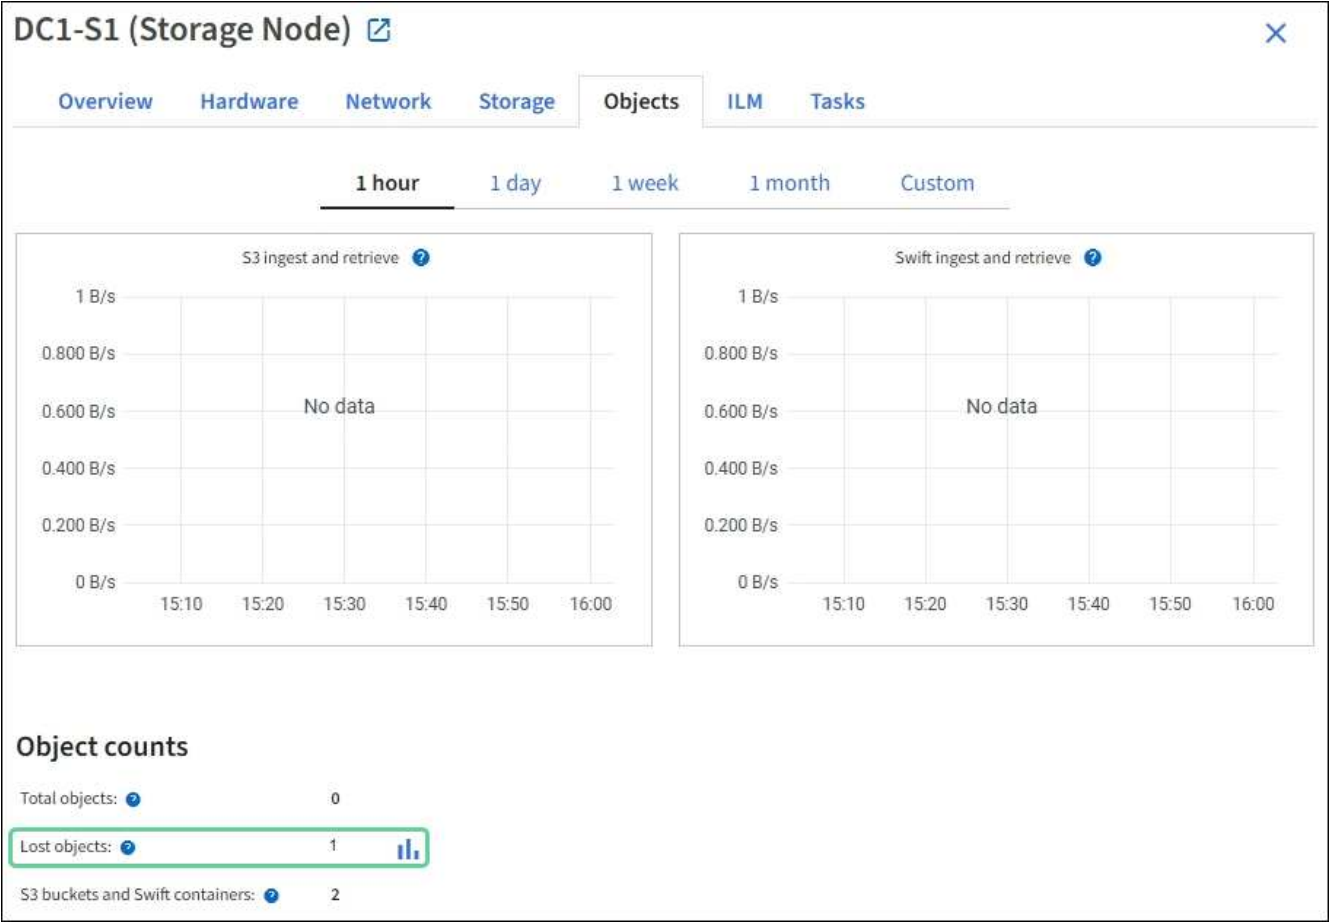 DC1-S1 (Storage Node)
Overview Hardware Network Storage Objects ILM Tasks
1 hour 1 day 1 week 1 month Custom
S3 ingest and retrieve ?
1 B/s
0.800 B/s
0.600 B/s
0.400 B/s
0.200 B/s
0 B/s
No data
15:10 15:20 15:30 15:40 15:50 16:00
Swift ingest and retrieve ?
1 B/s
0.800 B/s
0.600 B/s
0.400 B/s
0.200 B/s
0 B/s
No data
15:10 15:20 15:30 15:40 15:50 16:00
Object counts
Total objects: ? 0
Lost objects: ? 1
S3 buckets and Swift containers: ? 2